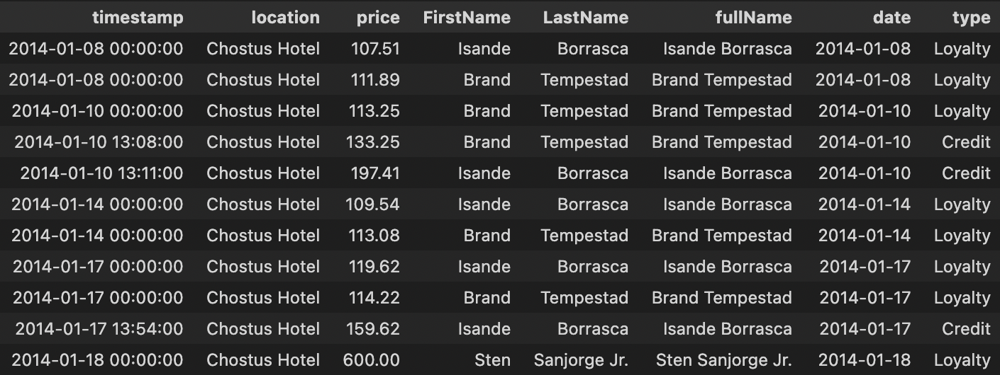 timestamp location price FirstName LastName fullName date type
2014-01-08 00:00:00 Chostus Hotel 107.51 Isande Borrasca Isande Borrasca 2014-01-08 Loyalty
2014-01-08 00:00:00 Chostus Hotel 111.89 Brand Tempestad Brand Tempestad 2014-01-08 Loyalty
2014-01-10 00:00:00 Chostus Hotel 113.25 Brand Tempestad Brand Tempestad 2014-01-10 Loyalty
2014-01-10 13:08:00 Chostus Hotel 133.25 Brand Tempestad Brand Tempestad 2014-01-10 Credit
2014-01-10 13:11:00 Chostus Hotel 197.41 Isande Borrasca Isande Borrasca 2014-01-10 Credit
2014-01-14 00:00:00 Chostus Hotel 109.54 Isande Borrasca Isande Borrasca 2014-01-14 Loyalty
2014-01-14 00:00:00 Chostus Hotel 113.08 Brand Tempestad Brand Tempestad 2014-01-14 Loyalty
2014-01-17 00:00:00 Chostus Hotel 119.62 Isande Borrasca Isande Borrasca 2014-01-17 Loyalty
2014-01-17 00:00:00 Chostus Hotel 114.22 Brand Tempestad Brand Tempestad 2014-01-17 Loyalty
2014-01-17 13:54:00 Chostus Hotel 159.62 Isande Borrasca Isande Borrasca 2014-01-17 Credit
2014-01-18 00:00:00 Chostus Hotel 600.00 Sten Sanjorge Jr. Sten Sanjorge Jr. 2014-01-18 Loyalty